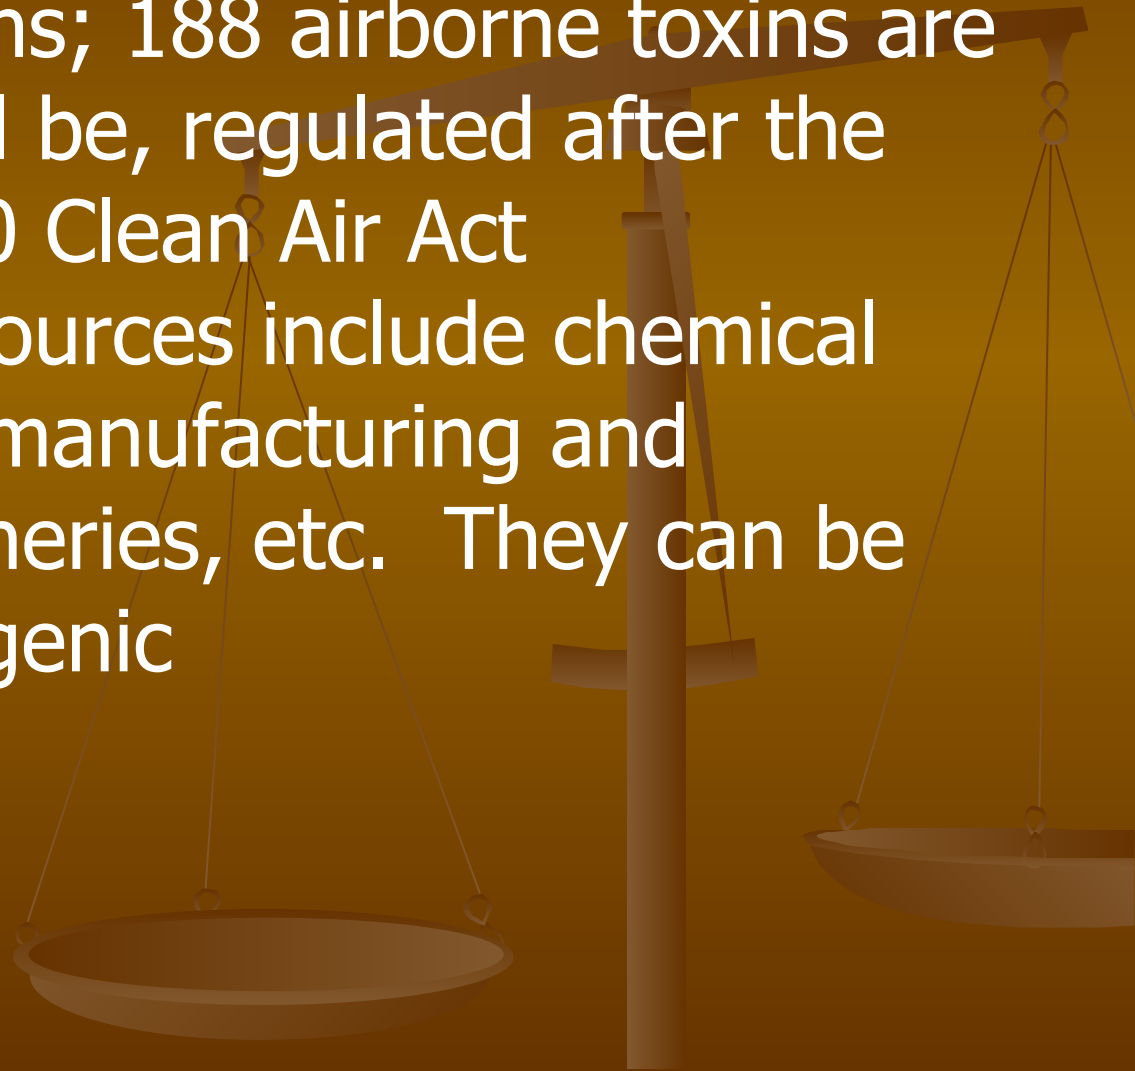 ns; 188 airborne toxins are
be, regulated after the
0 Clean Air Act
ources include chemical
manufacturing and
neries, etc. They can be
genic